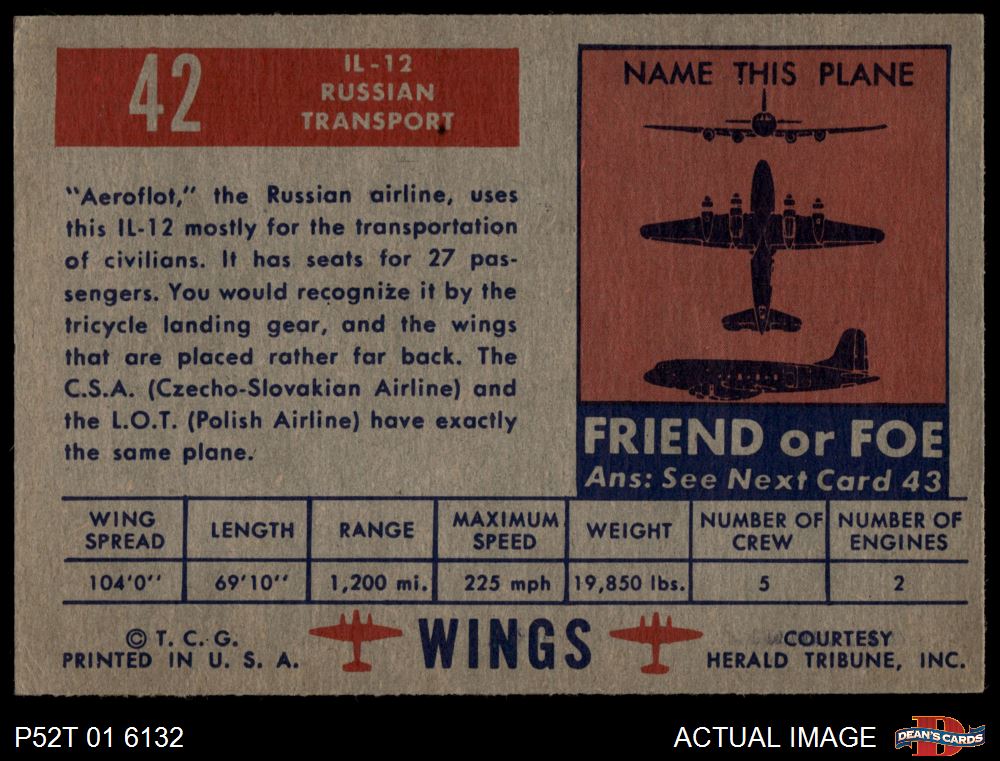 42
IL-12
RUSSIAN
TRANSPORT
"Aeroflot," the Russian airline, uses
this IL-12 mostly for the transportation
of civilians. It has seats for 27 pas-
sengers. You would recognize it by the
tricycle landing gear, and the wings
that are placed rather far back. The
C.S.A. (Czecho-Slovakian Airline) and
the L.O.T. (Polish Airline) have exactly
the same plane.
NAME THIS PLANE
FRIEND or FOE
Ans: See Next Card 43
WING SPREAD LENGTH RANGE MAXIMUM SPEED WEIGHT NUMBER OF CREW NUMBER OF ENGINES
104'0" 69'10" 1,200 mi. 225 mph 19,850 lbs. 5 2
© T. C. G.
PRINTED IN U. S. A.
WINGS
COURTESY
HERALD TRIBUNE, INC.
P52T 01 6132
ACTUAL IMAGE
D
DEAN'S CARDS